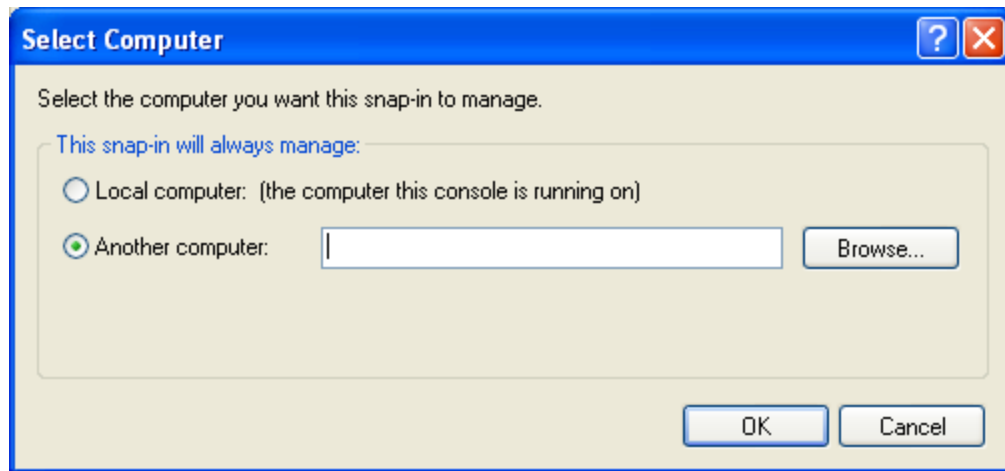 Select Computer
Select the computer you want this snap-in to manage.
This snap-in will always manage:
Local computer:  (the computer this console is running on)
Another computer:
Browse...
OK Cancel